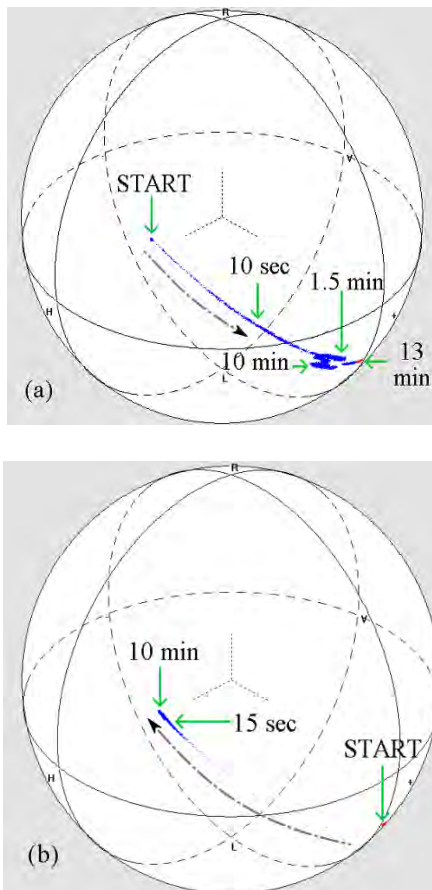 R
START
V
10 sec
1.5 min
H
+
10 min
13
min
L
(a)
R
V
10 min
15 sec
START
H
+
L
(b)